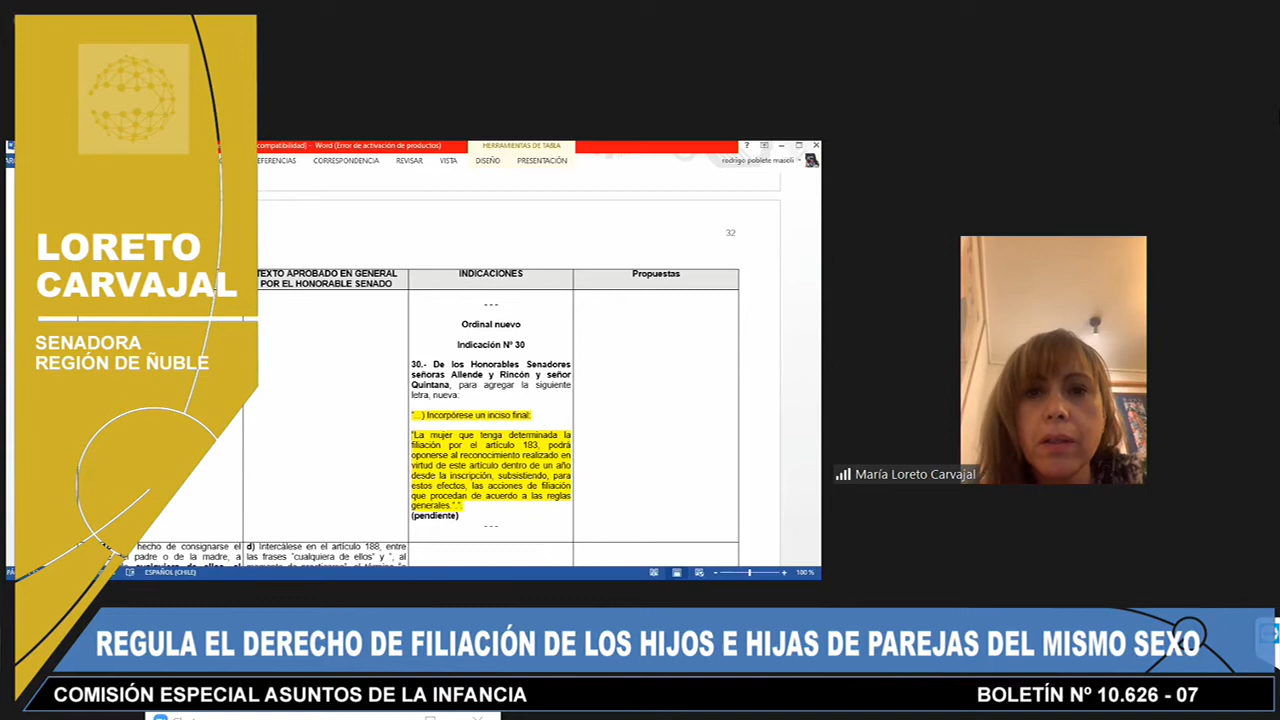 LORETO
CARVAJAL
SENADORA
REGIÓN DE ÑUBLE
compatibilidad] - Word (Error de activación de productos)
HERRAMIENTAS DE TABLA
CORRESPONDENCIA
REVISAR
VISTA
DISEÑO
PRESENTACIÓN
rodrigo poblete masoli
32
TEXTO APROBADO EN GENERAL
POR EL HONORABLE SENADO
INDICACIONES
Propuestas
- - -
Ordinal nuevo
Indicación Nº 30
30.- De los Honorables Senadores
señoras Allende y Rincón y señor
Quintana, para agregar la siguiente
letra, nueva:
"...) Incorpórese un inciso final:
"La mujer que tenga determinada la
filiación por el artículo 183, podrá
oponerse al reconocimiento realizado en
virtud de este artículo dentro de un año
desde la inscripción, subsistiendo, para
estos efectos, las acciones de filiación
que procedan de acuerdo a las reglas
generales.".".
(pendiente)
- - -
hecho de consignarse el
padre o de la madre, a
d) Intercálese en el artículo 188, entre
las frases "cualquiera de ellos" y ", al
ESPAÑOL (CHILE)
100 %
María Loreto Carvajal
REGULA EL DERECHO DE FILIACIÓN DE LOS HIJOS E HIJAS DE PAREJAS DEL MISMO SEXO
COMISIÓN ESPECIAL ASUNTOS DE LA INFANCIA
BOLETÍN Nº 10.626 - 07